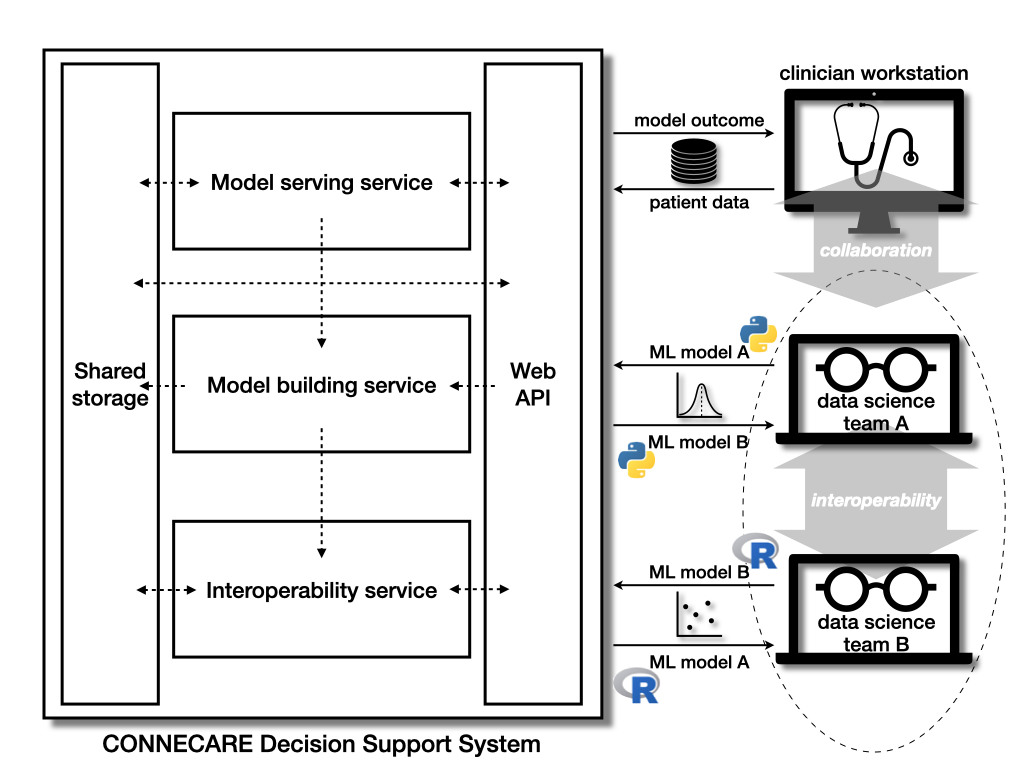 clinician workstation
model outcome
patient data
collaboration
Model serving service
Shared
storage
Model building service
Web
API
ML model A
ML model B
data science
team A
interoperability
Interoperability service
R
ML model B
ML model A
R
data science
team B
CONNECARE Decision Support System